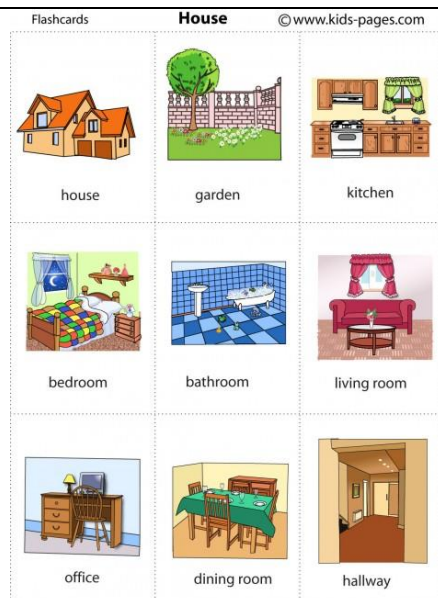 Flashcards House © www.kids-pages.com
house garden kitchen
bedroom bathroom living room
office dining room hallway